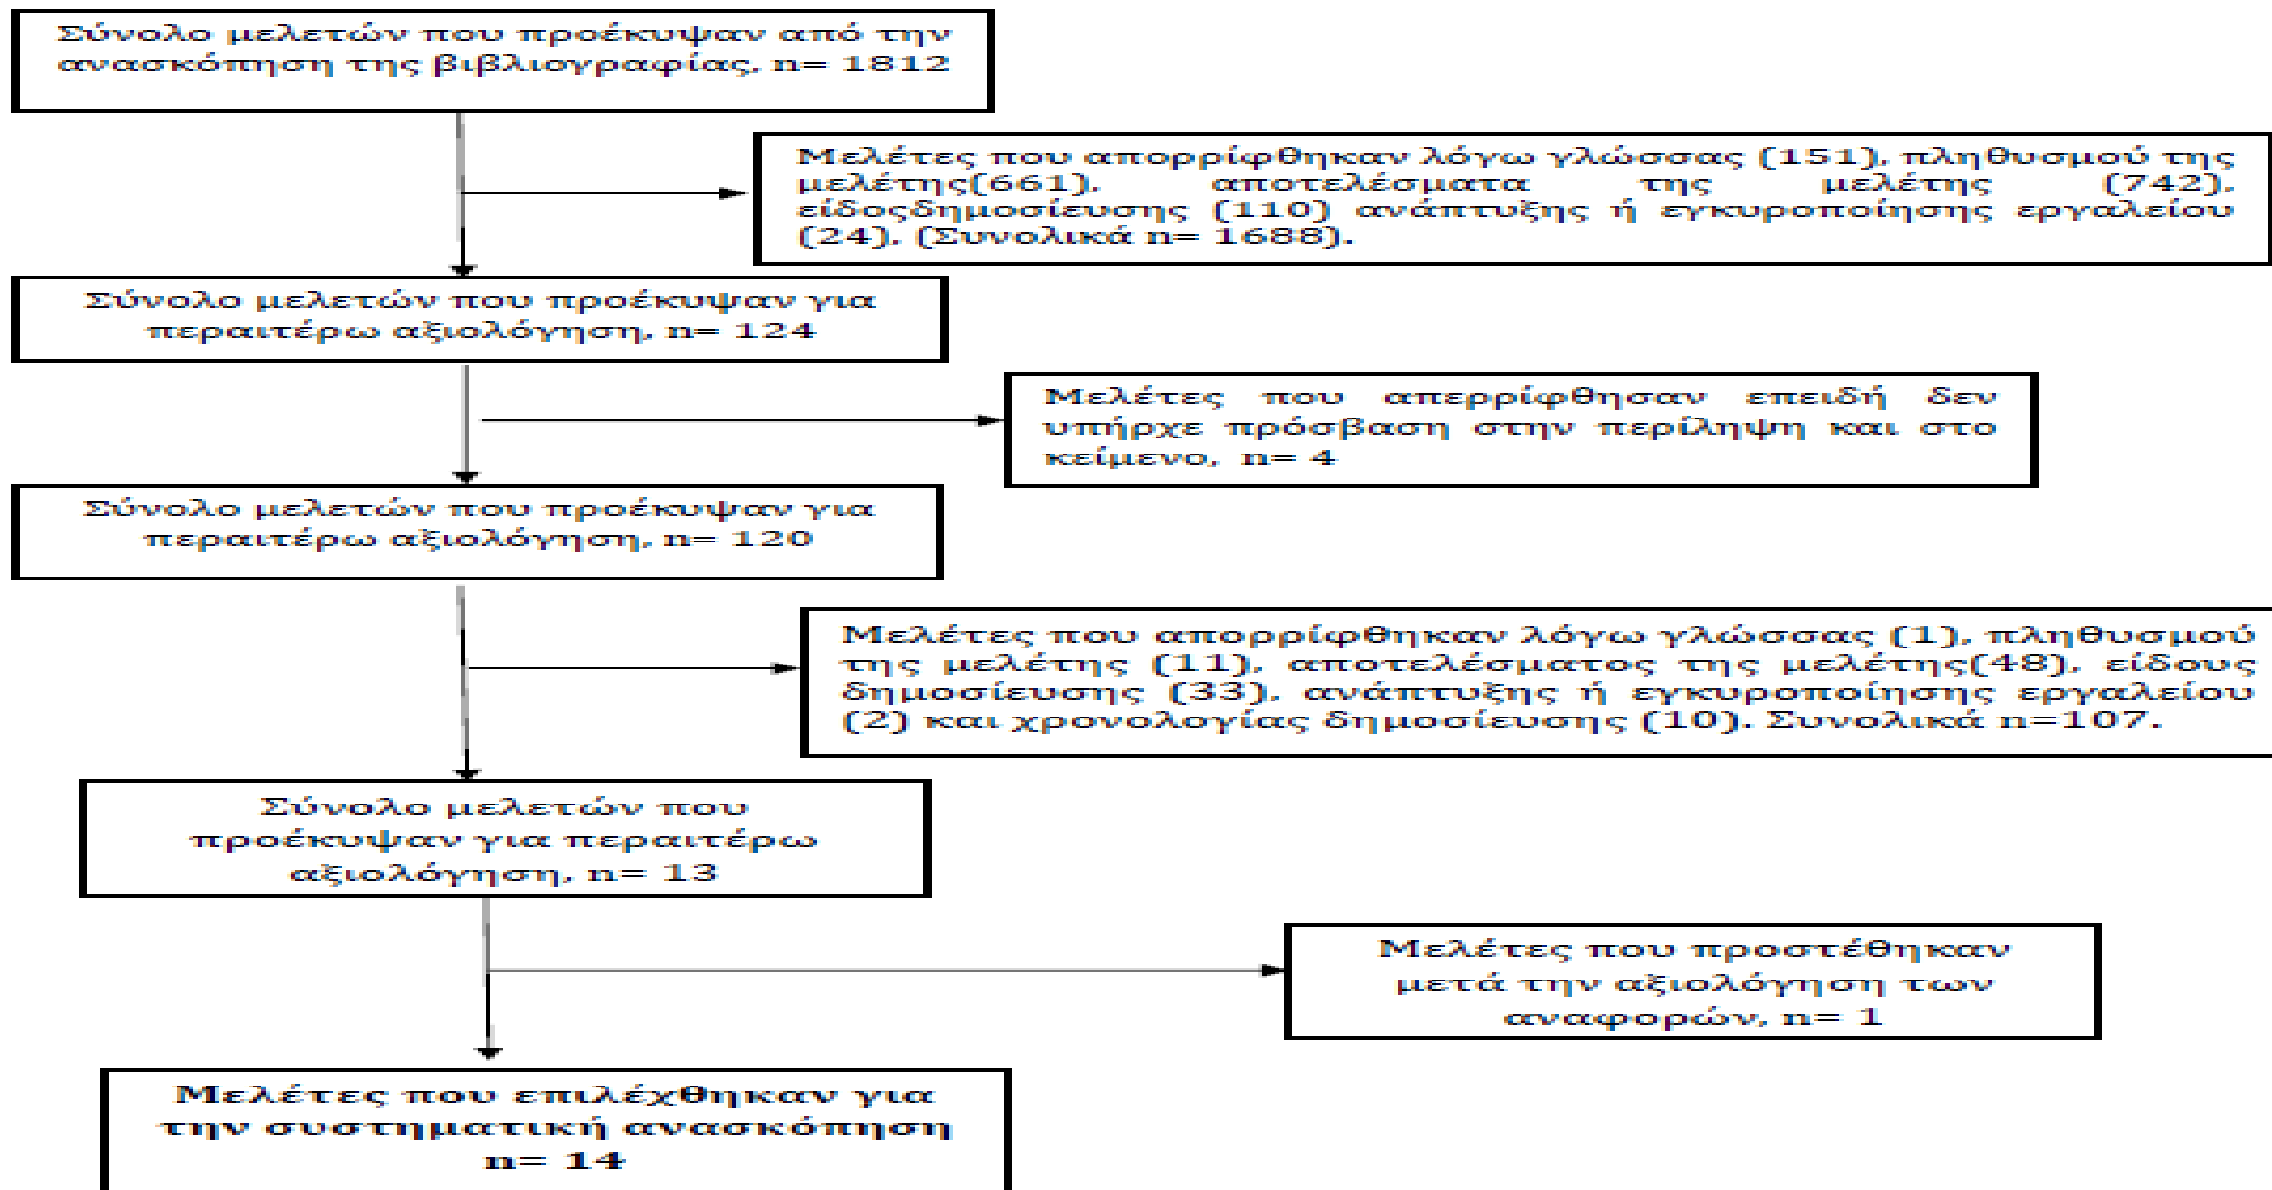 Σύνολο μελετών που προέκυψαν από την
ανασκόπηση της βιβλιογραφίας, n= 1812
Μελέτες που απορρίφθηκαν λόγω γλώσσας (151), πληθυσμού της
μελέτης(661), αποτελέσματα της μελέτης (742),
είδοςδημοσίευσης (110) ανάπτυξης ή εγκυροποίησης εργαλείου
(24), (Συνολικά n= 1688).
Σύνολο μελετών που προέκυψαν για
περαιτέρω αξιολόγηση, n= 124
Μελέτες που απερρίφθησαν επειδή δεν
υπήρχε πρόσβαση στην περίληψη και στο
κείμενο, n= 4
Σύνολο μελετών που προέκυψαν για
περαιτέρω αξιολόγηση, n= 120
Μελέτες που απορρίφθηκαν λόγω γλώσσας (1), πληθυσμού
της μελέτης (11), αποτελέσματος της μελέτης(48), είδους
δημοσίευσης (33), ανάπτυξης ή εγκυροποίησης εργαλείου
(2) και χρονολογίας δημοσίευσης (10). Συνολικά n=107.
Σύνολο μελετών που
προέκυψαν για περαιτέρω
αξιολόγηση, n= 13
Μελέτες που προστέθηκαν
μετά την αξιολόγηση των
αναφορών, n= 1
Μελέτες που επιλέχθηκαν για
την συστηματική ανασκόπηση
n= 14